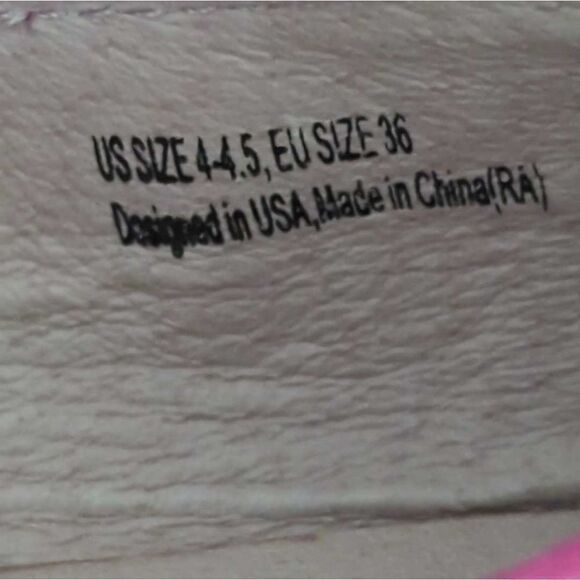 US SIZE 4-4.5, EU SIZE 36
Designed in USA, Made in China(RA)